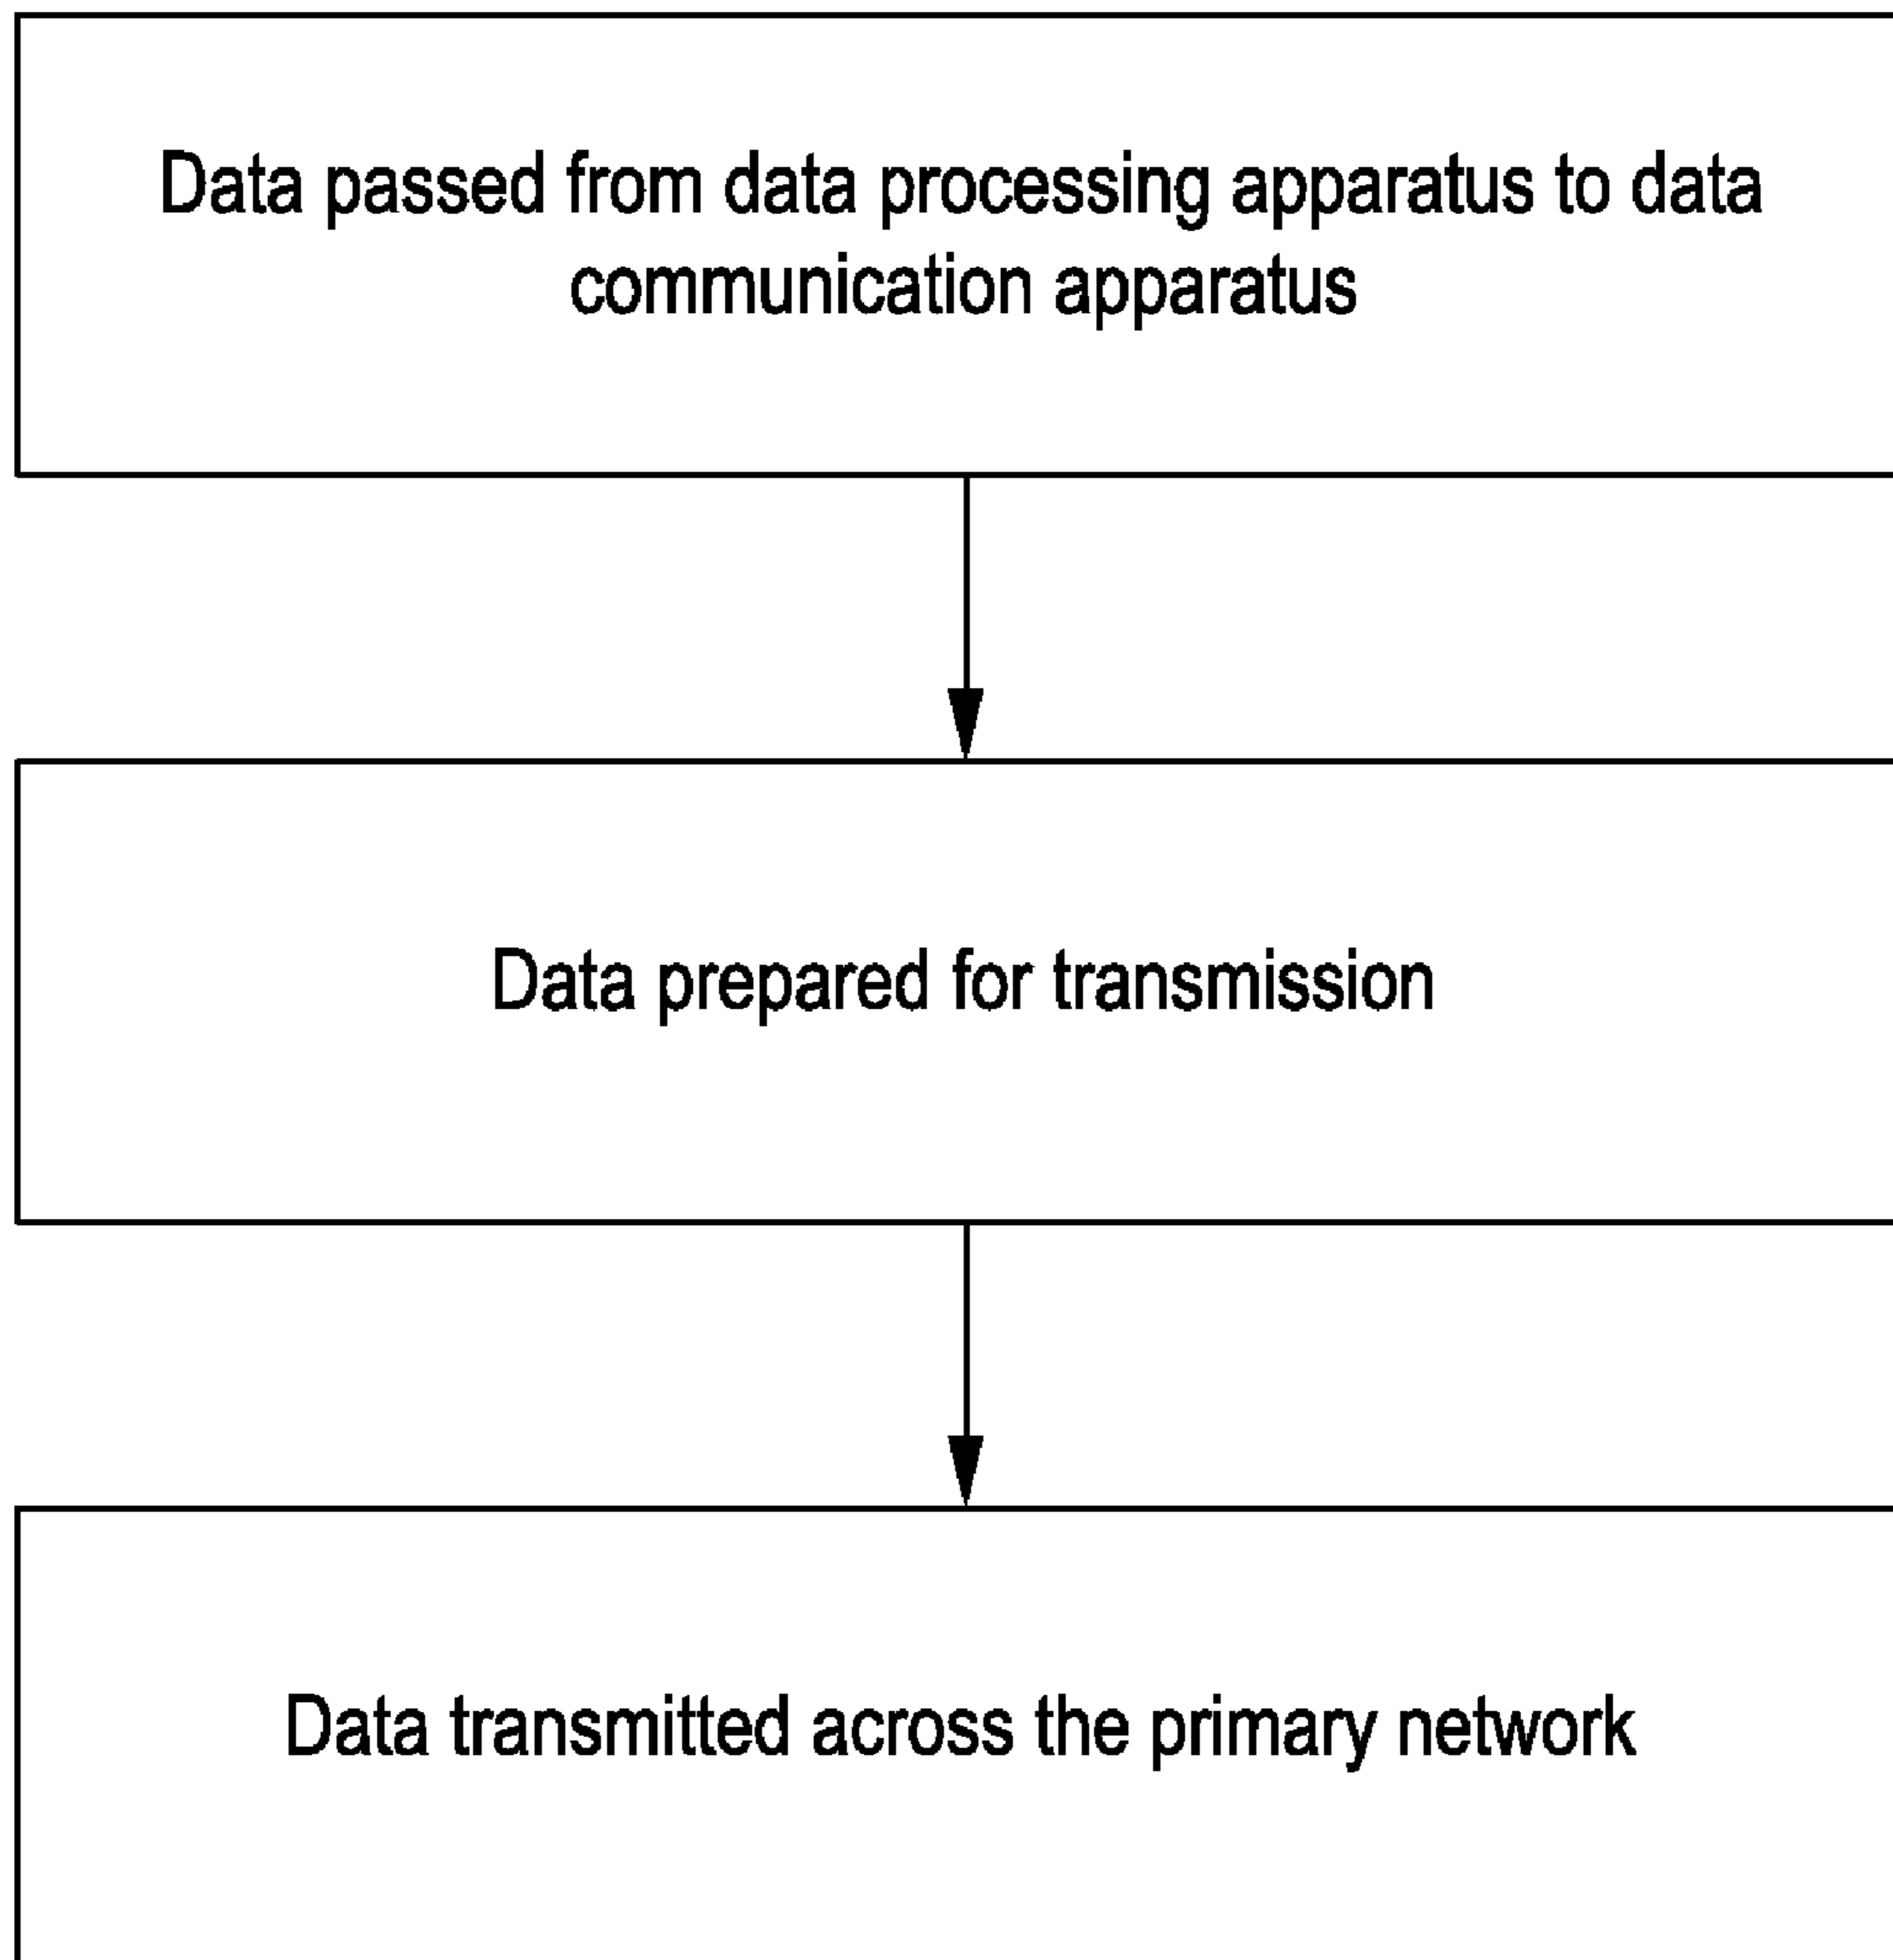 Data passed from data processing apparatus to data
communication apparatus
Data prepared for transmission
Data transmitted across the primary network